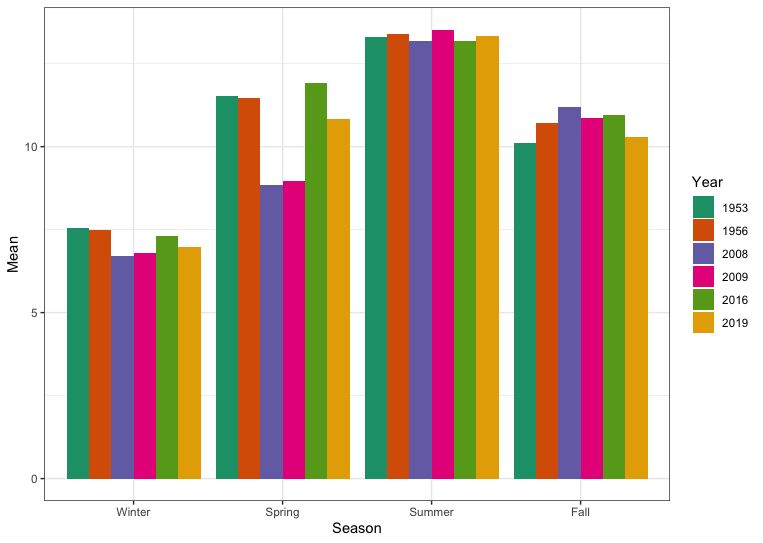 Mean
10
5
0
Winter
Spring
Summer
Fall
Season
Year
1953
1956
2008
2009
2016
2019